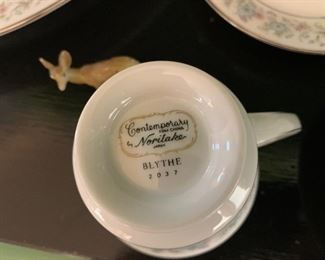 Contemporary
FINE CHINA
by Noritake
JAPAN
BLYTHE
2037